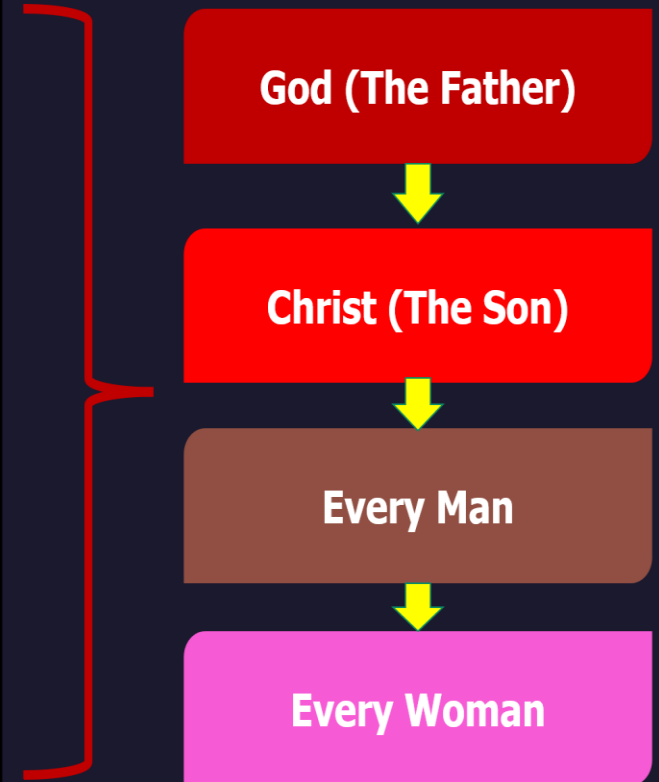 God (The Father)
Christ (The Son)
Every Man
Every Woman